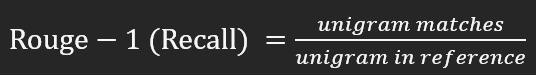 Rouge − 1 (Recall) = unigram matches / unigram in reference